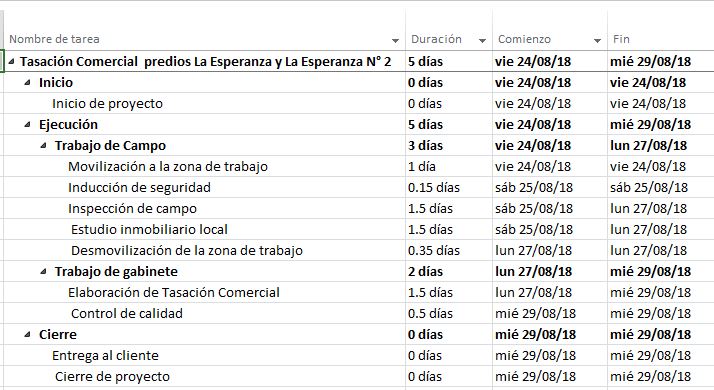 Nombre de tarea Duración Comienzo Fin
Tasación Comercial predios La Esperanza y La Esperanza N° 2 5 días vie 24/08/18 mié 29/08/18
Inicio 0 días vie 24/08/18 vie 24/08/18
Inicio de proyecto 0 días vie 24/08/18 vie 24/08/18
Ejecución 5 días vie 24/08/18 mié 29/08/18
Trabajo de Campo 3 días vie 24/08/18 lun 27/08/18
Movilización a la zona de trabajo 1 día vie 24/08/18 vie 24/08/18
Inducción de seguridad 0.15 días sáb 25/08/18 sáb 25/08/18
Inspección de campo 1.5 días sáb 25/08/18 lun 27/08/18
Estudio inmobiliario local 1.5 días sáb 25/08/18 lun 27/08/18
Desmovilización de la zona de trabajo 0.35 días lun 27/08/18 lun 27/08/18
Trabajo de gabinete 2 días lun 27/08/18 mié 29/08/18
Elaboración de Tasación Comercial 1.5 días lun 27/08/18 mié 29/08/18
Control de calidad 0.5 días mié 29/08/18 mié 29/08/18
Cierre 0 días mié 29/08/18 mié 29/08/18
Entrega al cliente 0 días mié 29/08/18 mié 29/08/18
Cierre de proyecto 0 días mié 29/08/18 mié 29/08/18